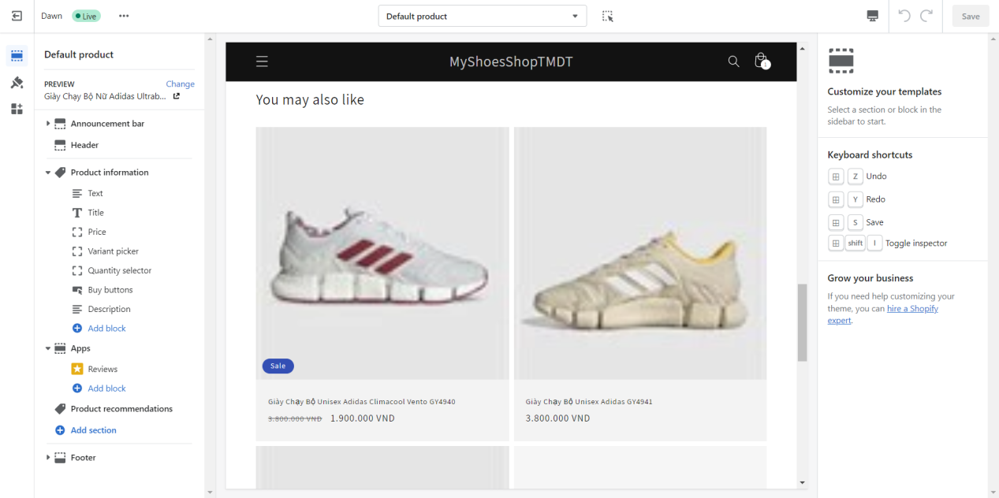 Dawn
Live
Default product
Save
Default product
PREVIEW
Change
Giày Chạy Bộ Nữ Adidas Ultrab...
Announcement bar
Header
Product information
Text
Title
Price
Variant picker
Quantity selector
Buy buttons
Description
Add block
Apps
Reviews
Add block
Product recommendations
Add section
Footer
MyShoesShopTMDT
1
You may also like
Sale
Giày Chạy Bộ Unisex Adidas Climacool Vento GY4940
3.800.000 VND 1.900.000 VND
Giày Chạy Bộ Unisex Adidas GY4941
3.800.000 VND
Customize your templates
Select a section or block in the
sidebar to start.
Keyboard shortcuts
Z Undo
Y Redo
S Save
shift I Toggle inspector
Grow your business
If you need help customizing your
theme, you can hire a Shopify
expert.